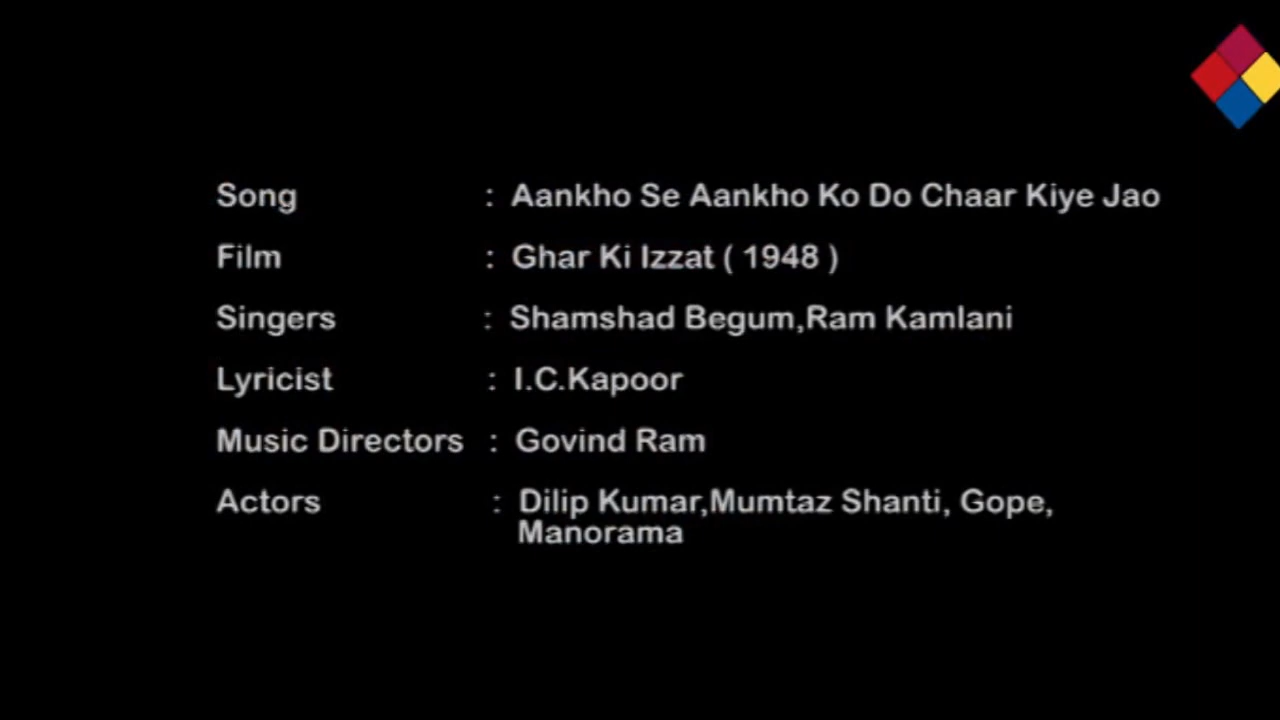 Song : Aankho Se Aankho Ko Do Chaar Kiye Jao
Film : Ghar Ki Izzat ( 1948 )
Singers : Shamshad Begum,Ram Kamlani
Lyricist : I.C.Kapoor
Music Directors : Govind Ram
Actors : Dilip Kumar,Mumtaz Shanti, Gope,
Manorama